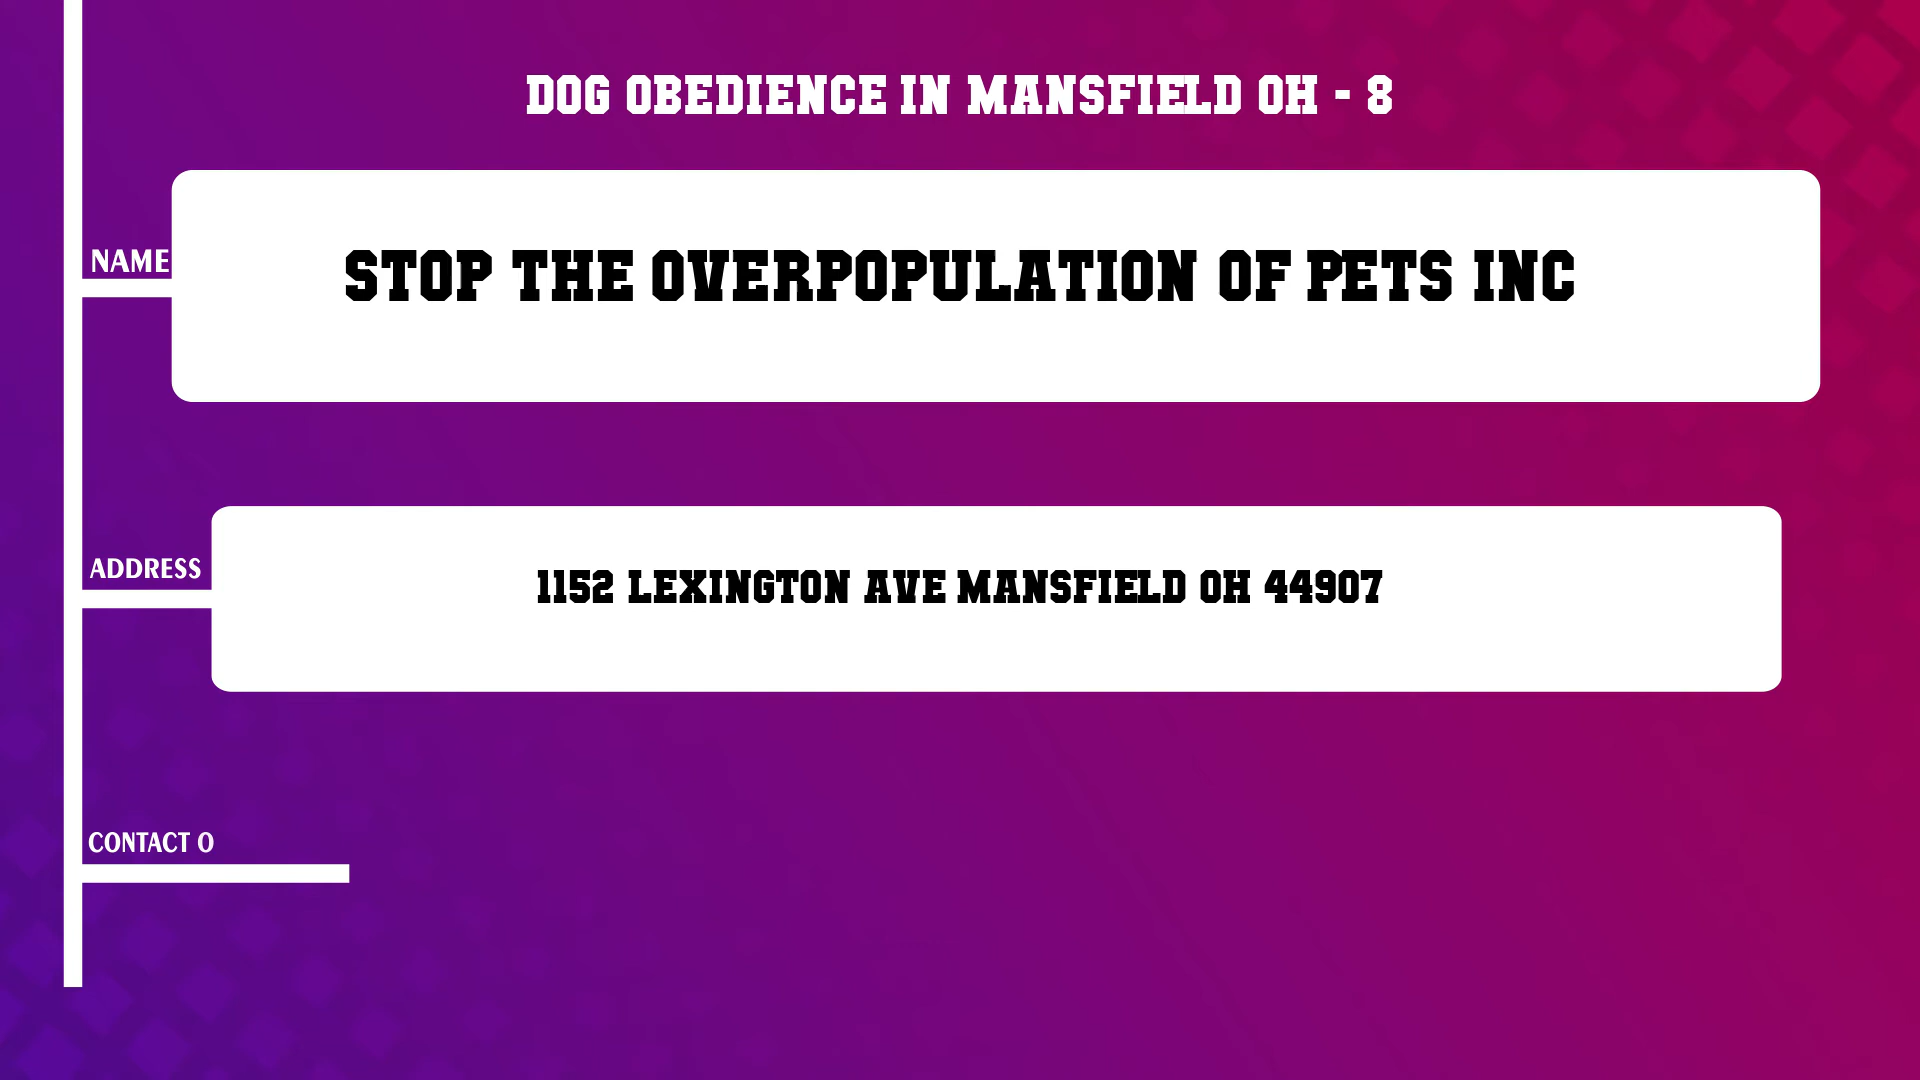 DOG OBEDIENCE IN MANSFIELD OH - 8
NAME
STOP THE OVERPOPULATION OF PETS INC
ADDRESS
1152 LEXINGTON AVE MANSFIELD OH 44907
CONTACT O